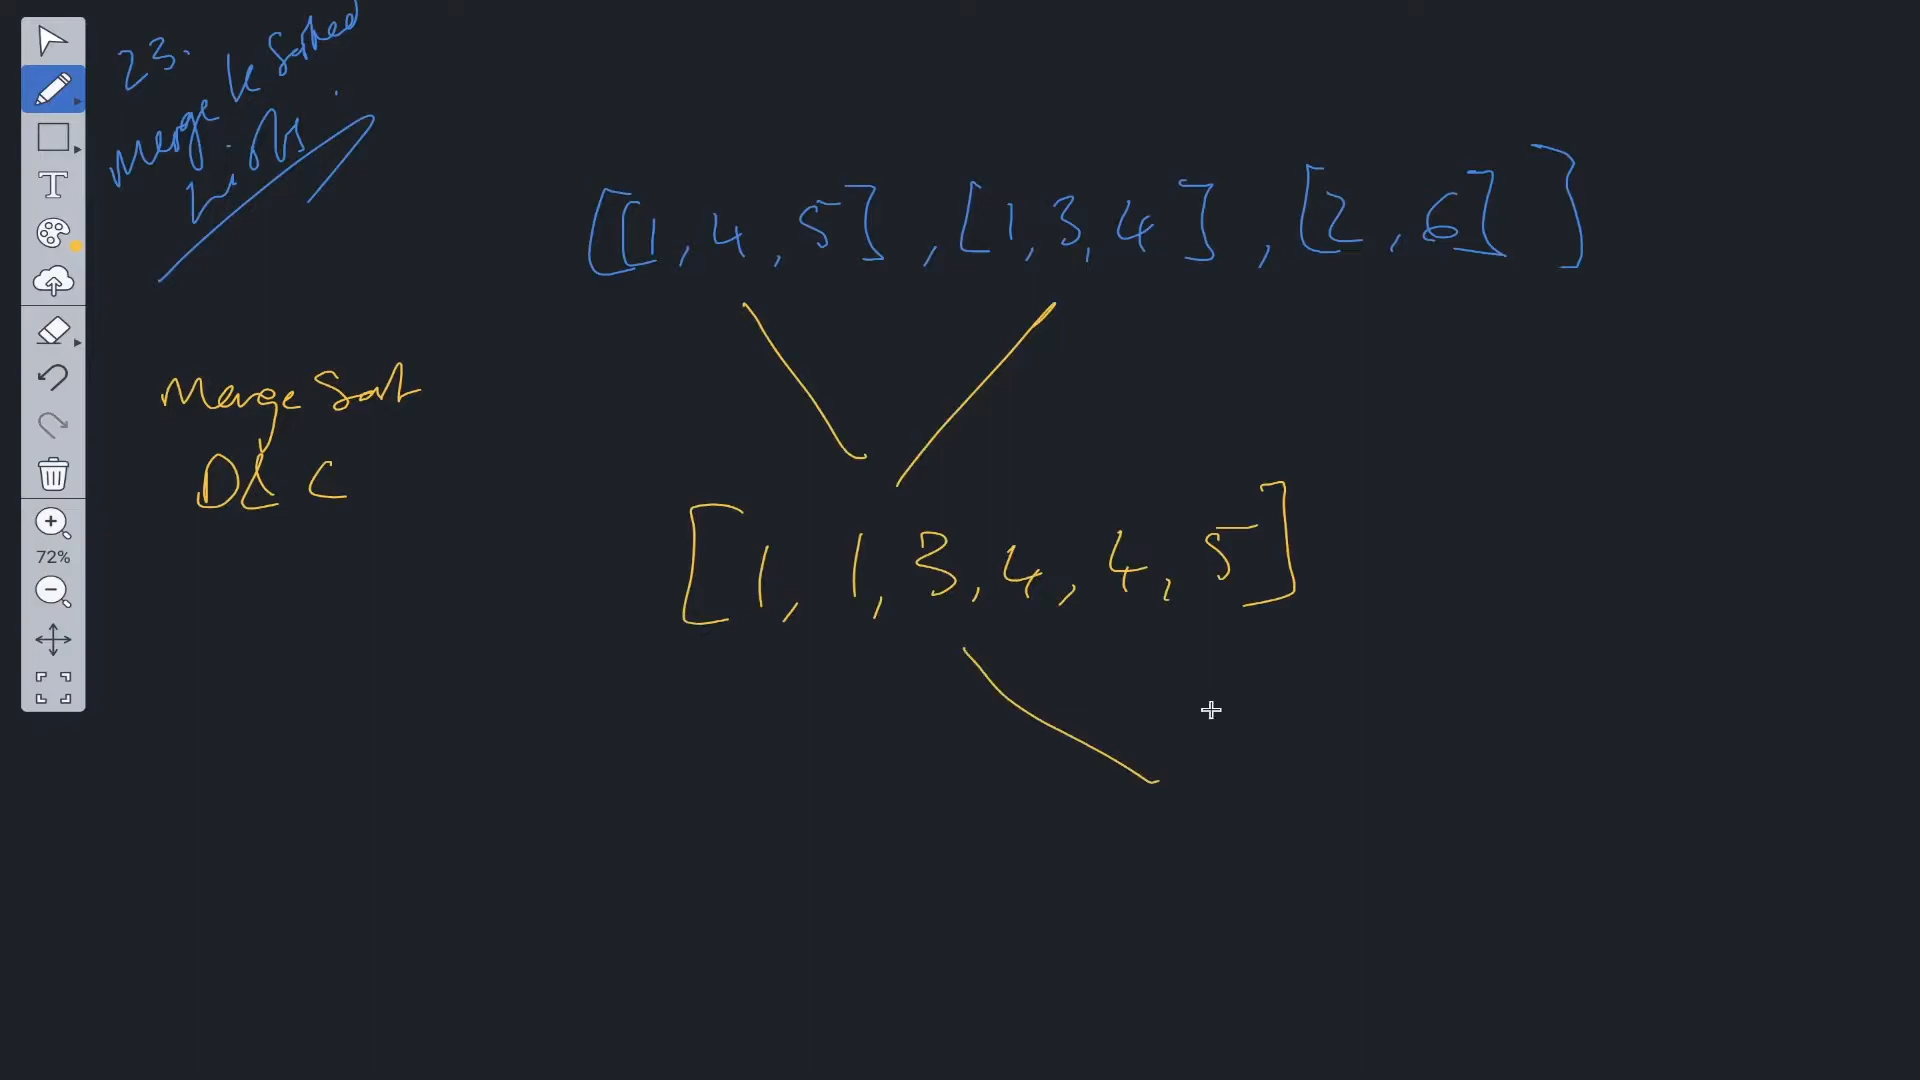 23.
Merge k Sorted
Lists.
[[1, 4, 5], [1, 3, 4], [2, 6]]
Merge Sort
D & C
[1, 1, 3, 4, 4, 5]
T
72%